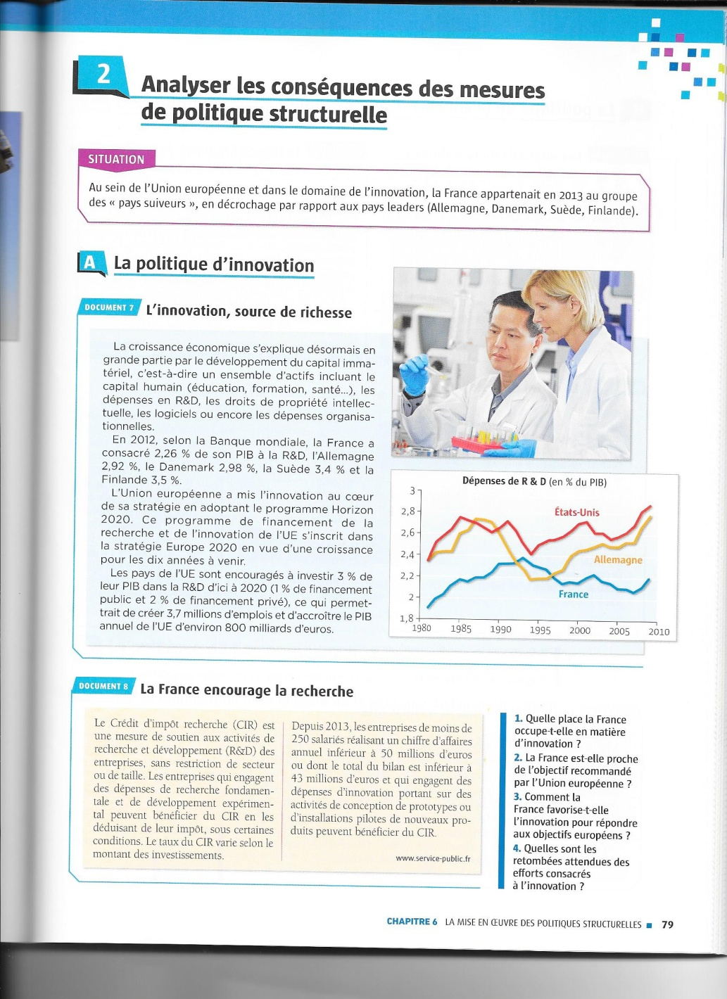 2
Analyser les conséquences des mesures
de politique structurelle
SITUATION
Au sein de l'Union européenne et dans le domaine de l'innovation, la France appartenait en 2013 au groupe
des « pays suiveurs », en décrochage par rapport aux pays leaders (Allemagne, Danemark, Suède, Finlande).
A La politique d'innovation
DOCUMENT 7 L'innovation, source de richesse
La croissance économique s'explique désormais en
grande partie par le développement du capital imma-
tériel, c'est-à-dire un ensemble d'actifs incluant le
capital humain (éducation, formation, santé...), les
dépenses en R&D, les droits de propriété intellec-
tuelle, les logiciels ou encore les dépenses organisa-
tionnelles.
En 2012, selon la Banque mondiale, la France a
consacré 2,26 % de son PIB à la R&D, l'Allemagne
2,92 %, le Danemark 2,98 %, la Suède 3,4 % et la
Finlande 3,5 %.
L'Union européenne a mis l'innovation au cœur
de sa stratégie en adoptant le programme Horizon
2020. Ce programme de financement de la
recherche et de l'innovation de l'UE s'inscrit dans
la stratégie Europe 2020 en vue d'une croissance
pour les dix années à venir.
Les pays de l'UE sont encouragés à investir 3 % de
leur PIB dans la R&D d'ici à 2020 (1 % de financement
public et 2 % de financement privé), ce qui permet-
trait de créer 3,7 millions d'emplois et d'accroître le PIB
annuel de l'UE d'environ 800 milliards d'euros.
Dépenses de R & D (en % du PIB)
3
2,8
2,6
2,4
2,2
2
1,8
États-Unis
Allemagne
France
1980 1985 1990 1995 2000 2005 2010
DOCUMENT 8 La France encourage la recherche
Le Crédit d'impôt recherche (CIR) est
une mesure de soutien aux activités de
recherche et développement (R&D) des
entreprises, sans restriction de secteur
ou de taille. Les entreprises qui engagent
des dépenses de recherche fondamen-
tale et de développement expérimen-
tal peuvent bénéficier du CIR en les
déduisant de leur impôt, sous certaines
conditions. Le taux du CIR varie selon le
montant des investissements.
Depuis 2013, les entreprises de moins de
250 salariés réalisant un chiffre d'affaires
annuel inférieur à 50 millions d'euros
ou dont le total du bilan est inférieur à
43 millions d'euros et qui engagent des
dépenses d'innovation portant sur des
activités de conception de prototypes ou
d'installations pilotes de nouveaux pro-
duits peuvent bénéficier du CIR.
www.service-public.fr
1. Quelle place la France
occupe-t-elle en matière
d'innovation ?
2. La France est-elle proche
de l'objectif recommandé
par l'Union européenne ?
3. Comment la
France favorise-t-elle
l'innovation pour répondre
aux objectifs européens ?
4. Quelles sont les
retombées attendues des
efforts consacrés
à l'innovation ?
CHAPITRE 6 LA MISE EN ŒUVRE DES POLITIQUES STRUCTURELLES 79